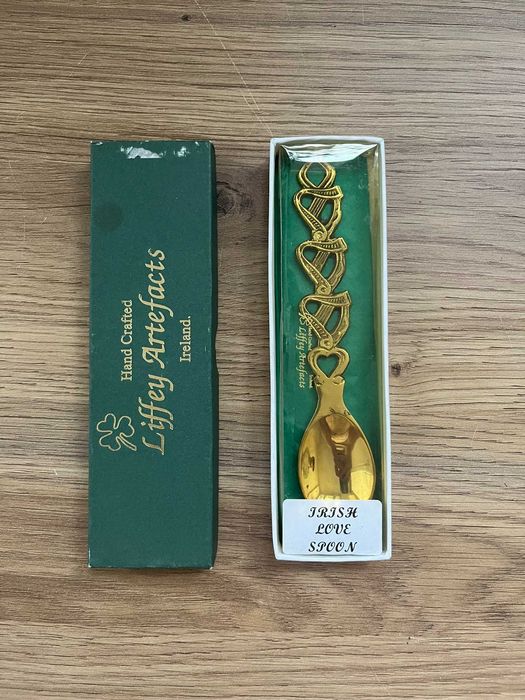 Hand Crafted
Liffey Artefacts
Ireland.
Liffey Artefacts
IRISH
LOVE
SPOON